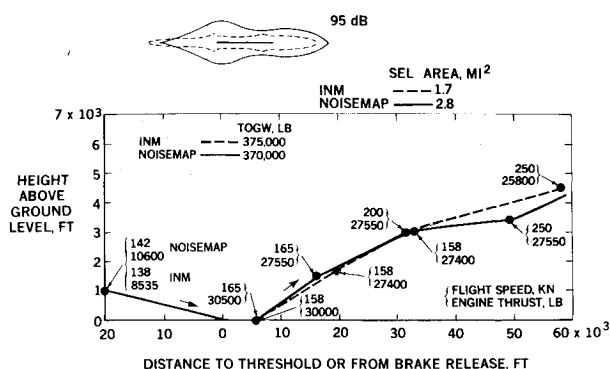 95 dB
SEL AREA, MI²
INM 1.7
NOISEMAP 2.8
7 x 10³
TOGW, LB
INM 375,000
NOISEMAP 370,000
6
5
4
3
2
1
0
HEIGHT
ABOVE
GROUND
LEVEL, FT
142
10600
NOISEMAP
138
8535
INM
165
30500
158
30000
165
27550
158
27400
200
27550
158
27400
250
25800
250
27550
FLIGHT SPEED, KN
ENGINE THRUST, LB
20 10 0 10 20 30 40 50 60 x 10³
DISTANCE TO THRESHOLD OR FROM BRAKE RELEASE, FT